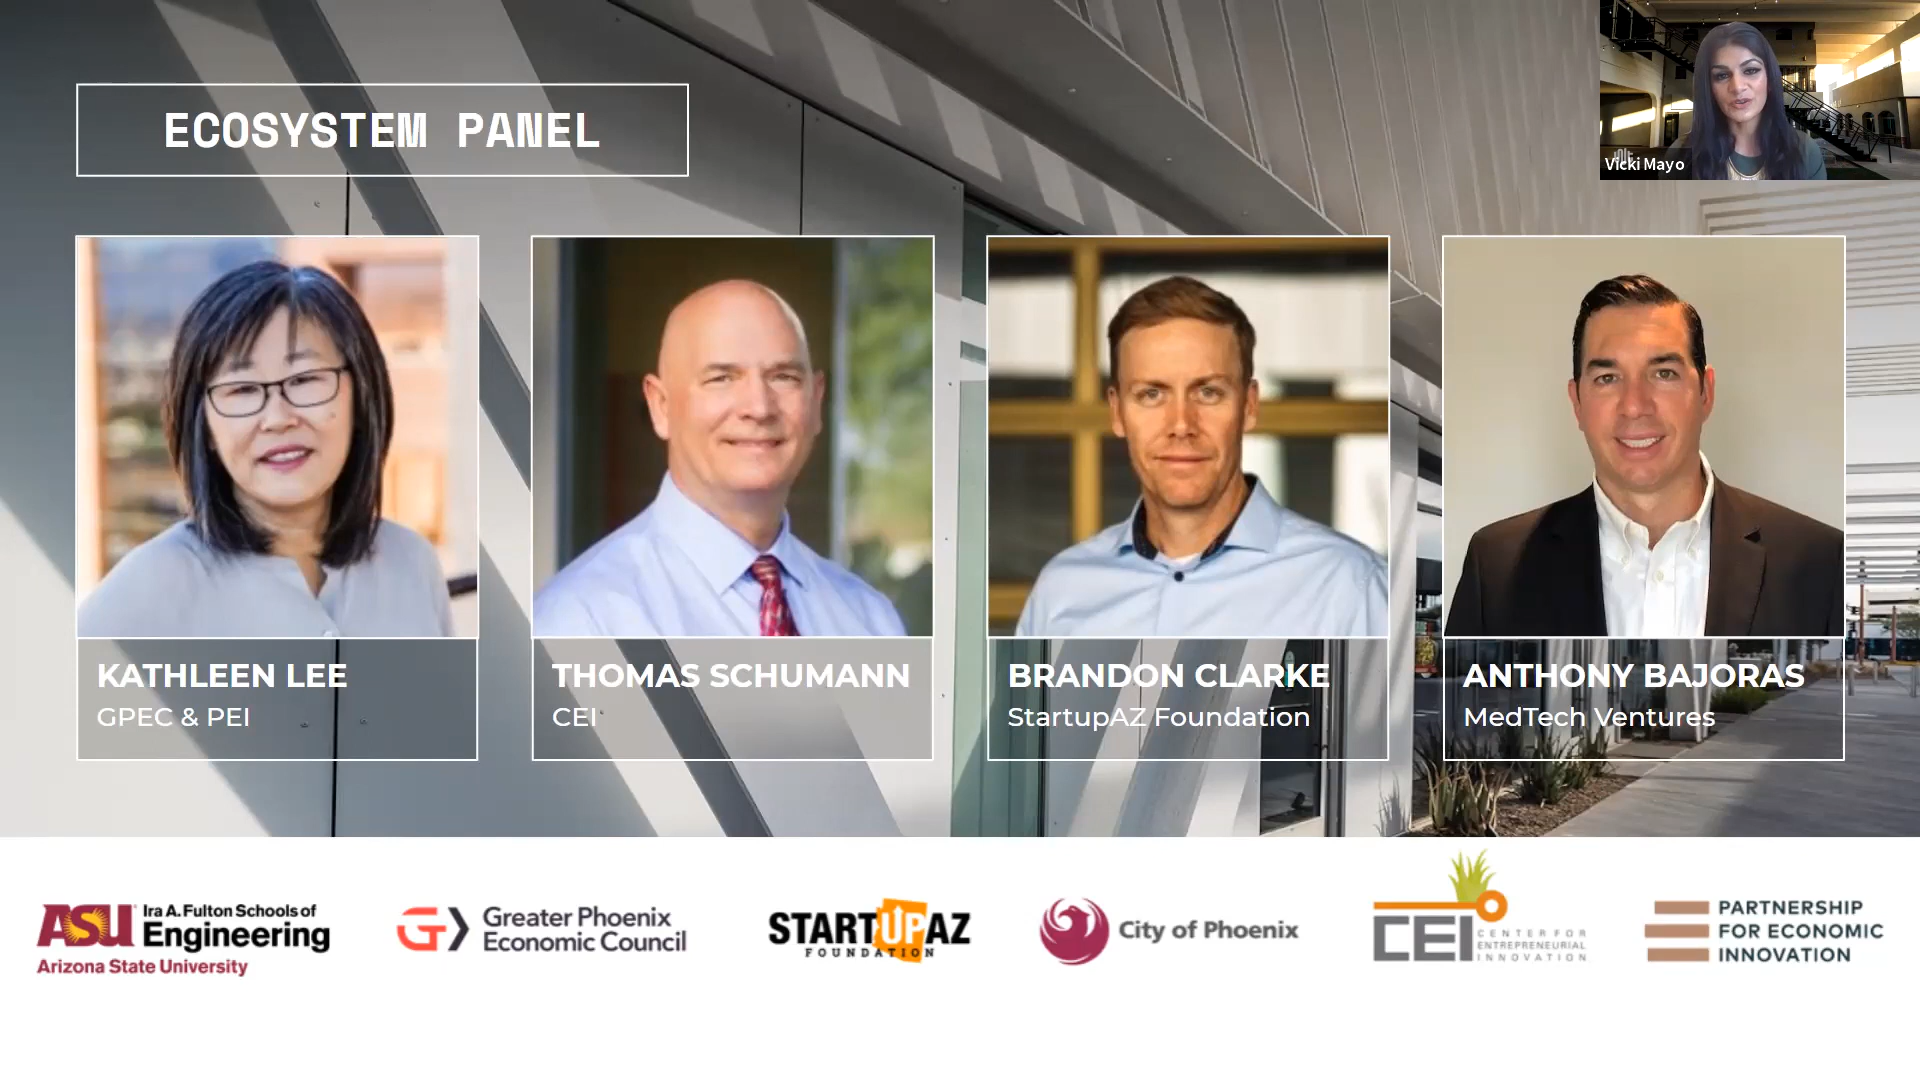 ECOSYSTEM PANEL
Vicki Mayo
KATHLEEN LEE
GPEC & PEI
THOMAS SCHUMANN
CEI
BRANDON CLARKE
StartupAZ Foundation
ANTHONY BAJORAS
MedTech Ventures
ASU Ira A. Fulton Schools of
Engineering
Arizona State University
Greater Phoenix
Economic Council
STARTUPAZ
FOUNDATION
City of Phoenix
CEI
CENTER FOR
ENTREPRENEURIAL
INNOVATION
PARTNERSHIP
FOR ECONOMIC
INNOVATION